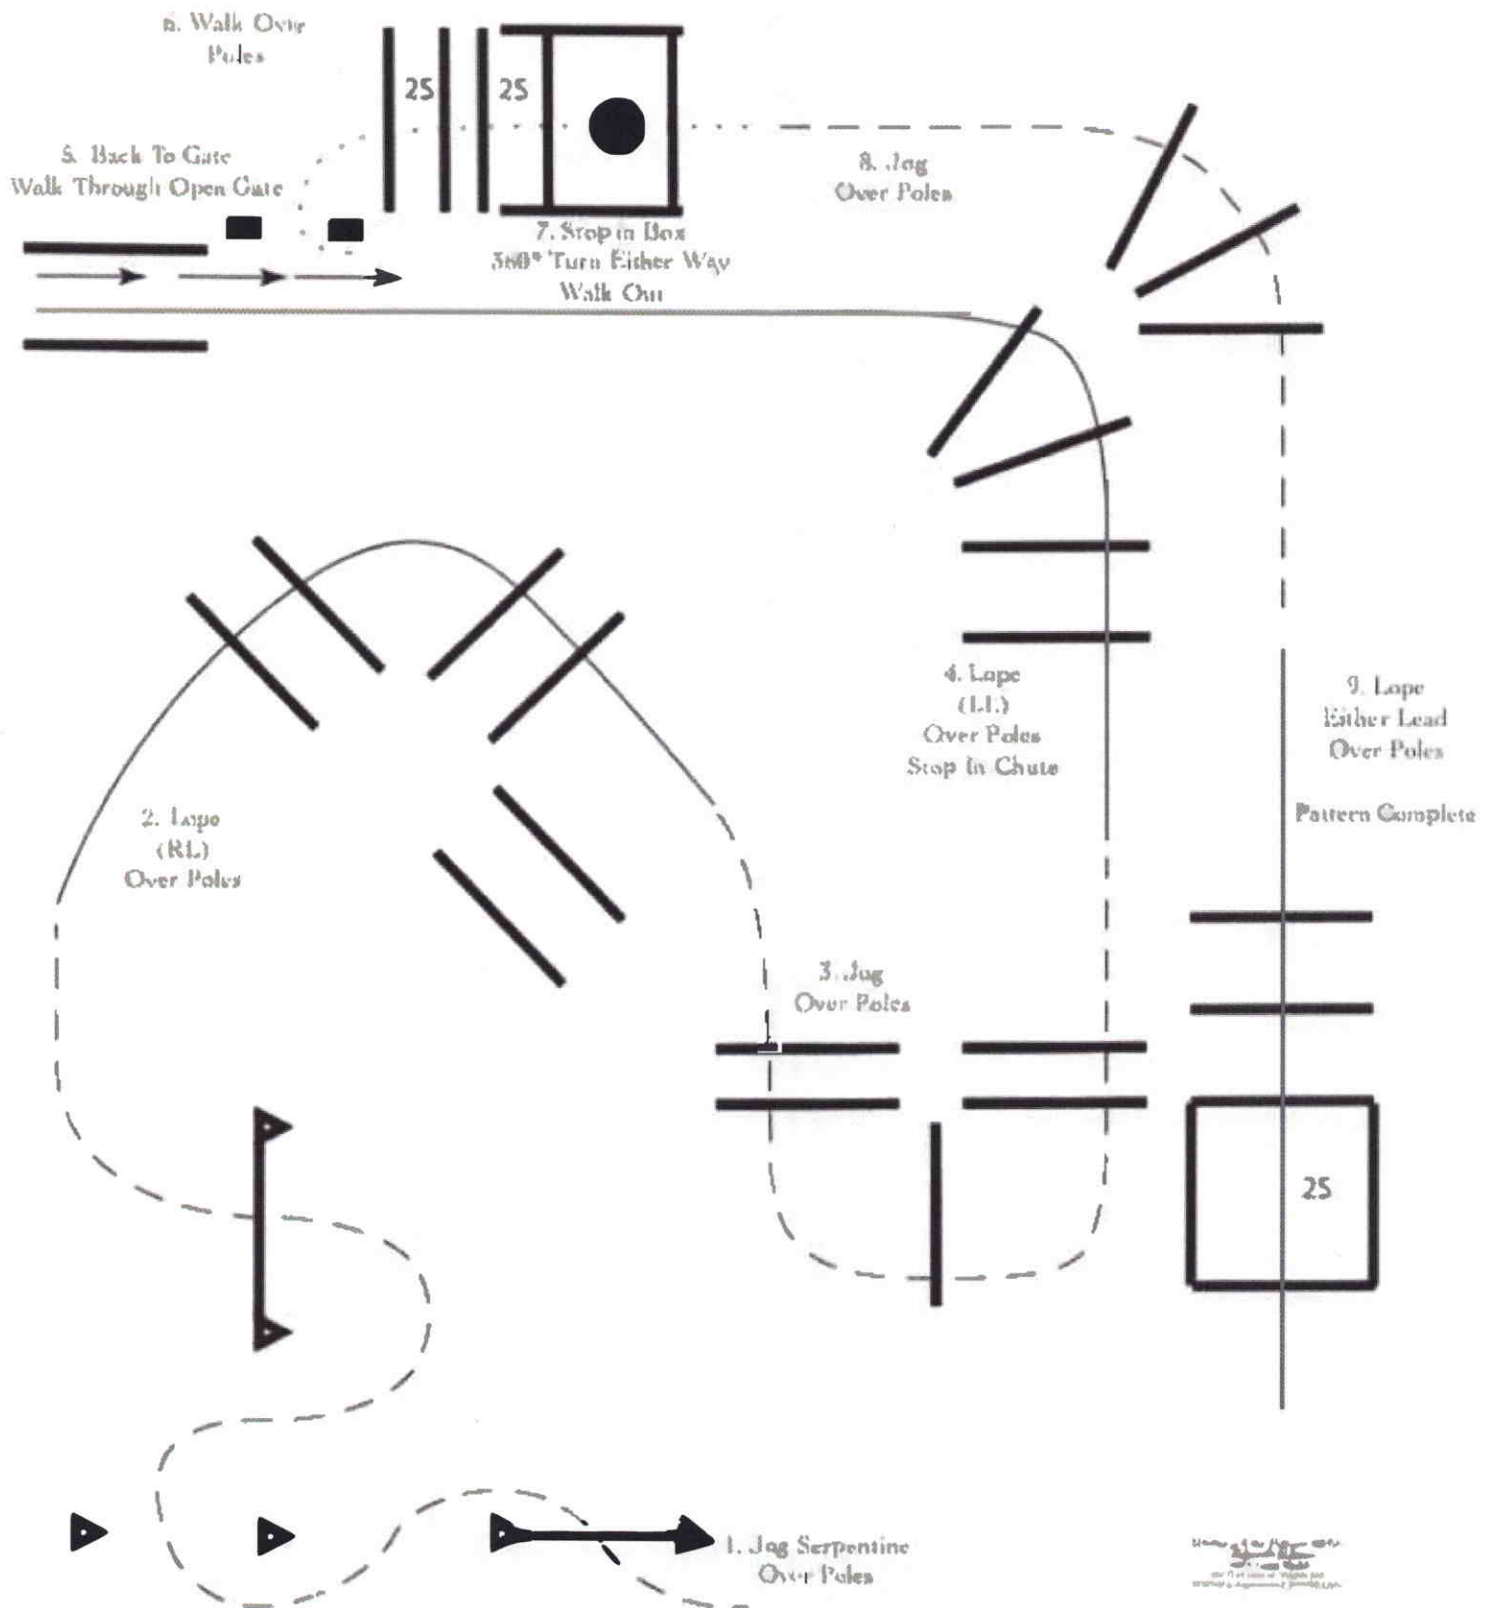 6. Walk Over
Poles
25
25
5. Back To Gate
Walk Through Open Gate
8. Jog
Over Poles
7. Stop in Box
360° Turn Either Way
Walk Out
4. Lope
(LL)
Over Poles
Stop In Chute
9. Lope
Either Lead
Over Poles
Pattern Complete
2. Lope
(RL)
Over Poles
3. Jog
Over Poles
25
1. Jog Serpentine
Over Poles